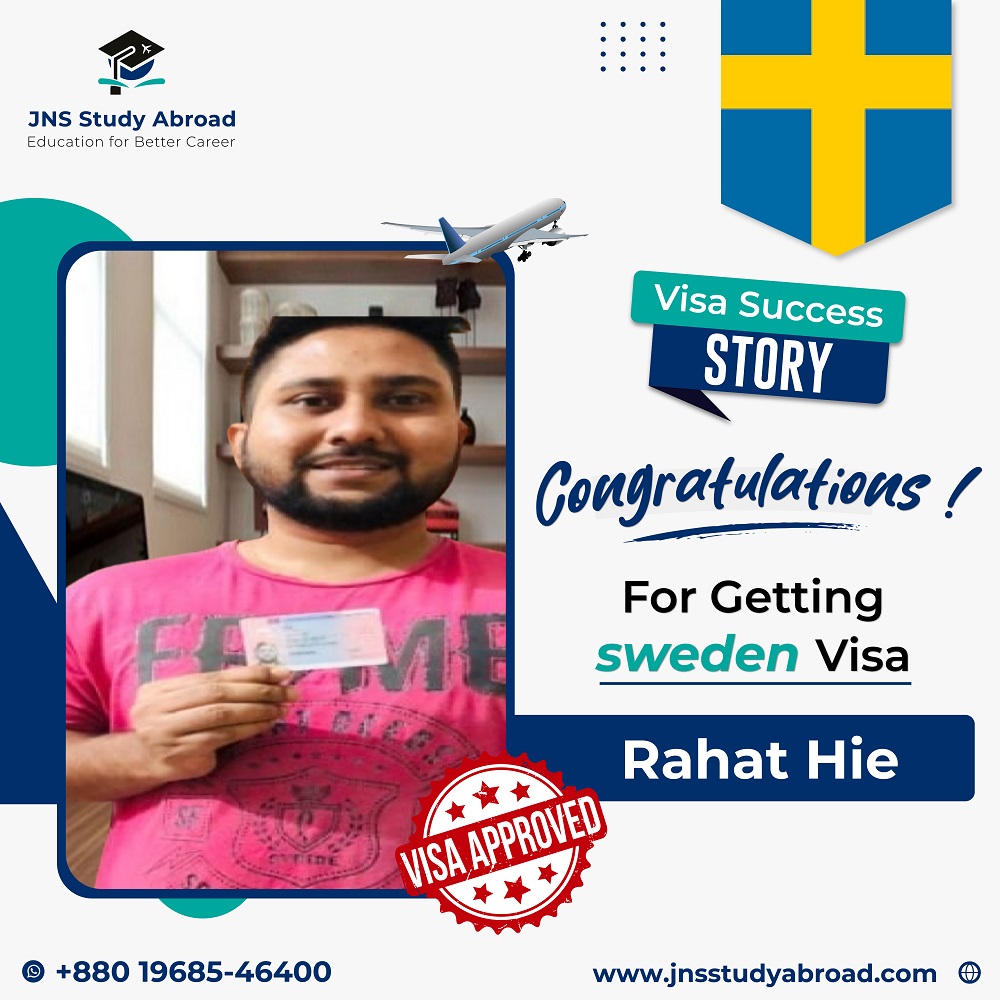 JNS Study Abroad
Education for Better Career
Visa Success
STORY
Congratulations !
For Getting
sweden Visa
Rahat Hie
VISA APPROVED
+880 19685-46400
www.jnsstudyabroad.com